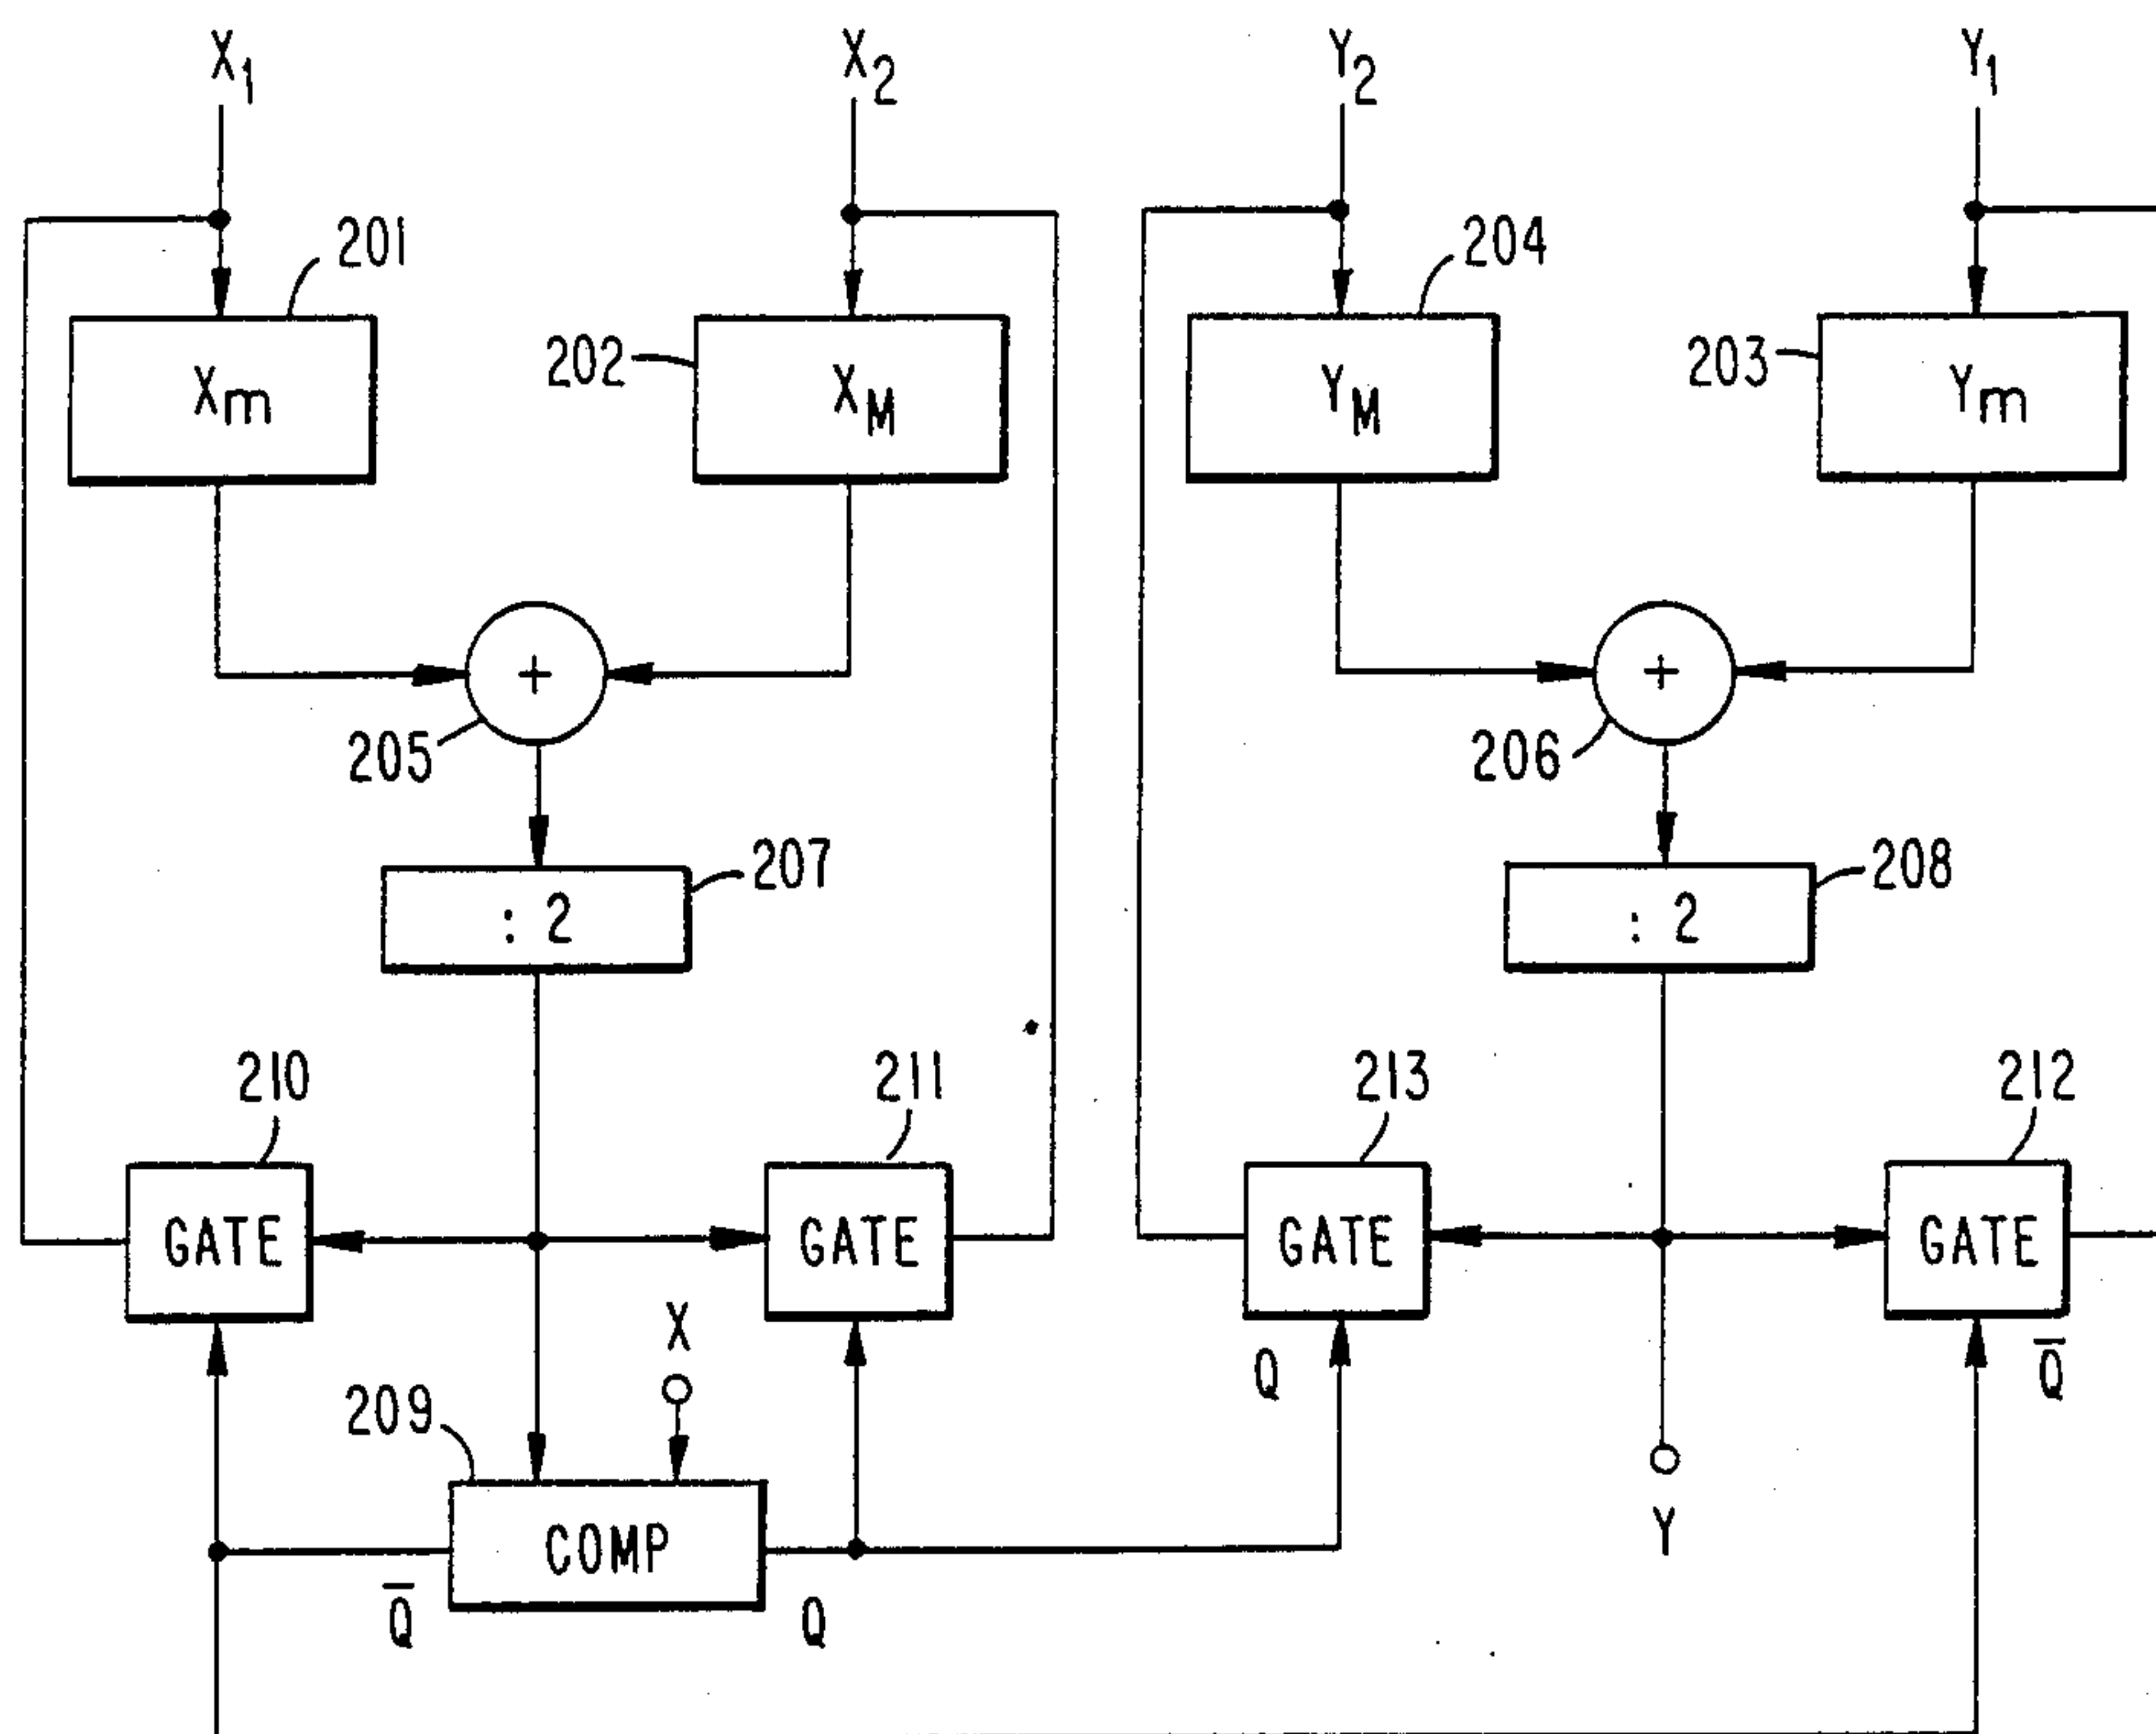 X1 X2 Y2 Y1
201 204
202 203
Xm XM YM Ym
+ +
205 206
207 208
: 2 : 2
210 211 213 212
GATE GATE GATE GATE
X
Q Q̅
209
COMP
Y
Q̅ Q